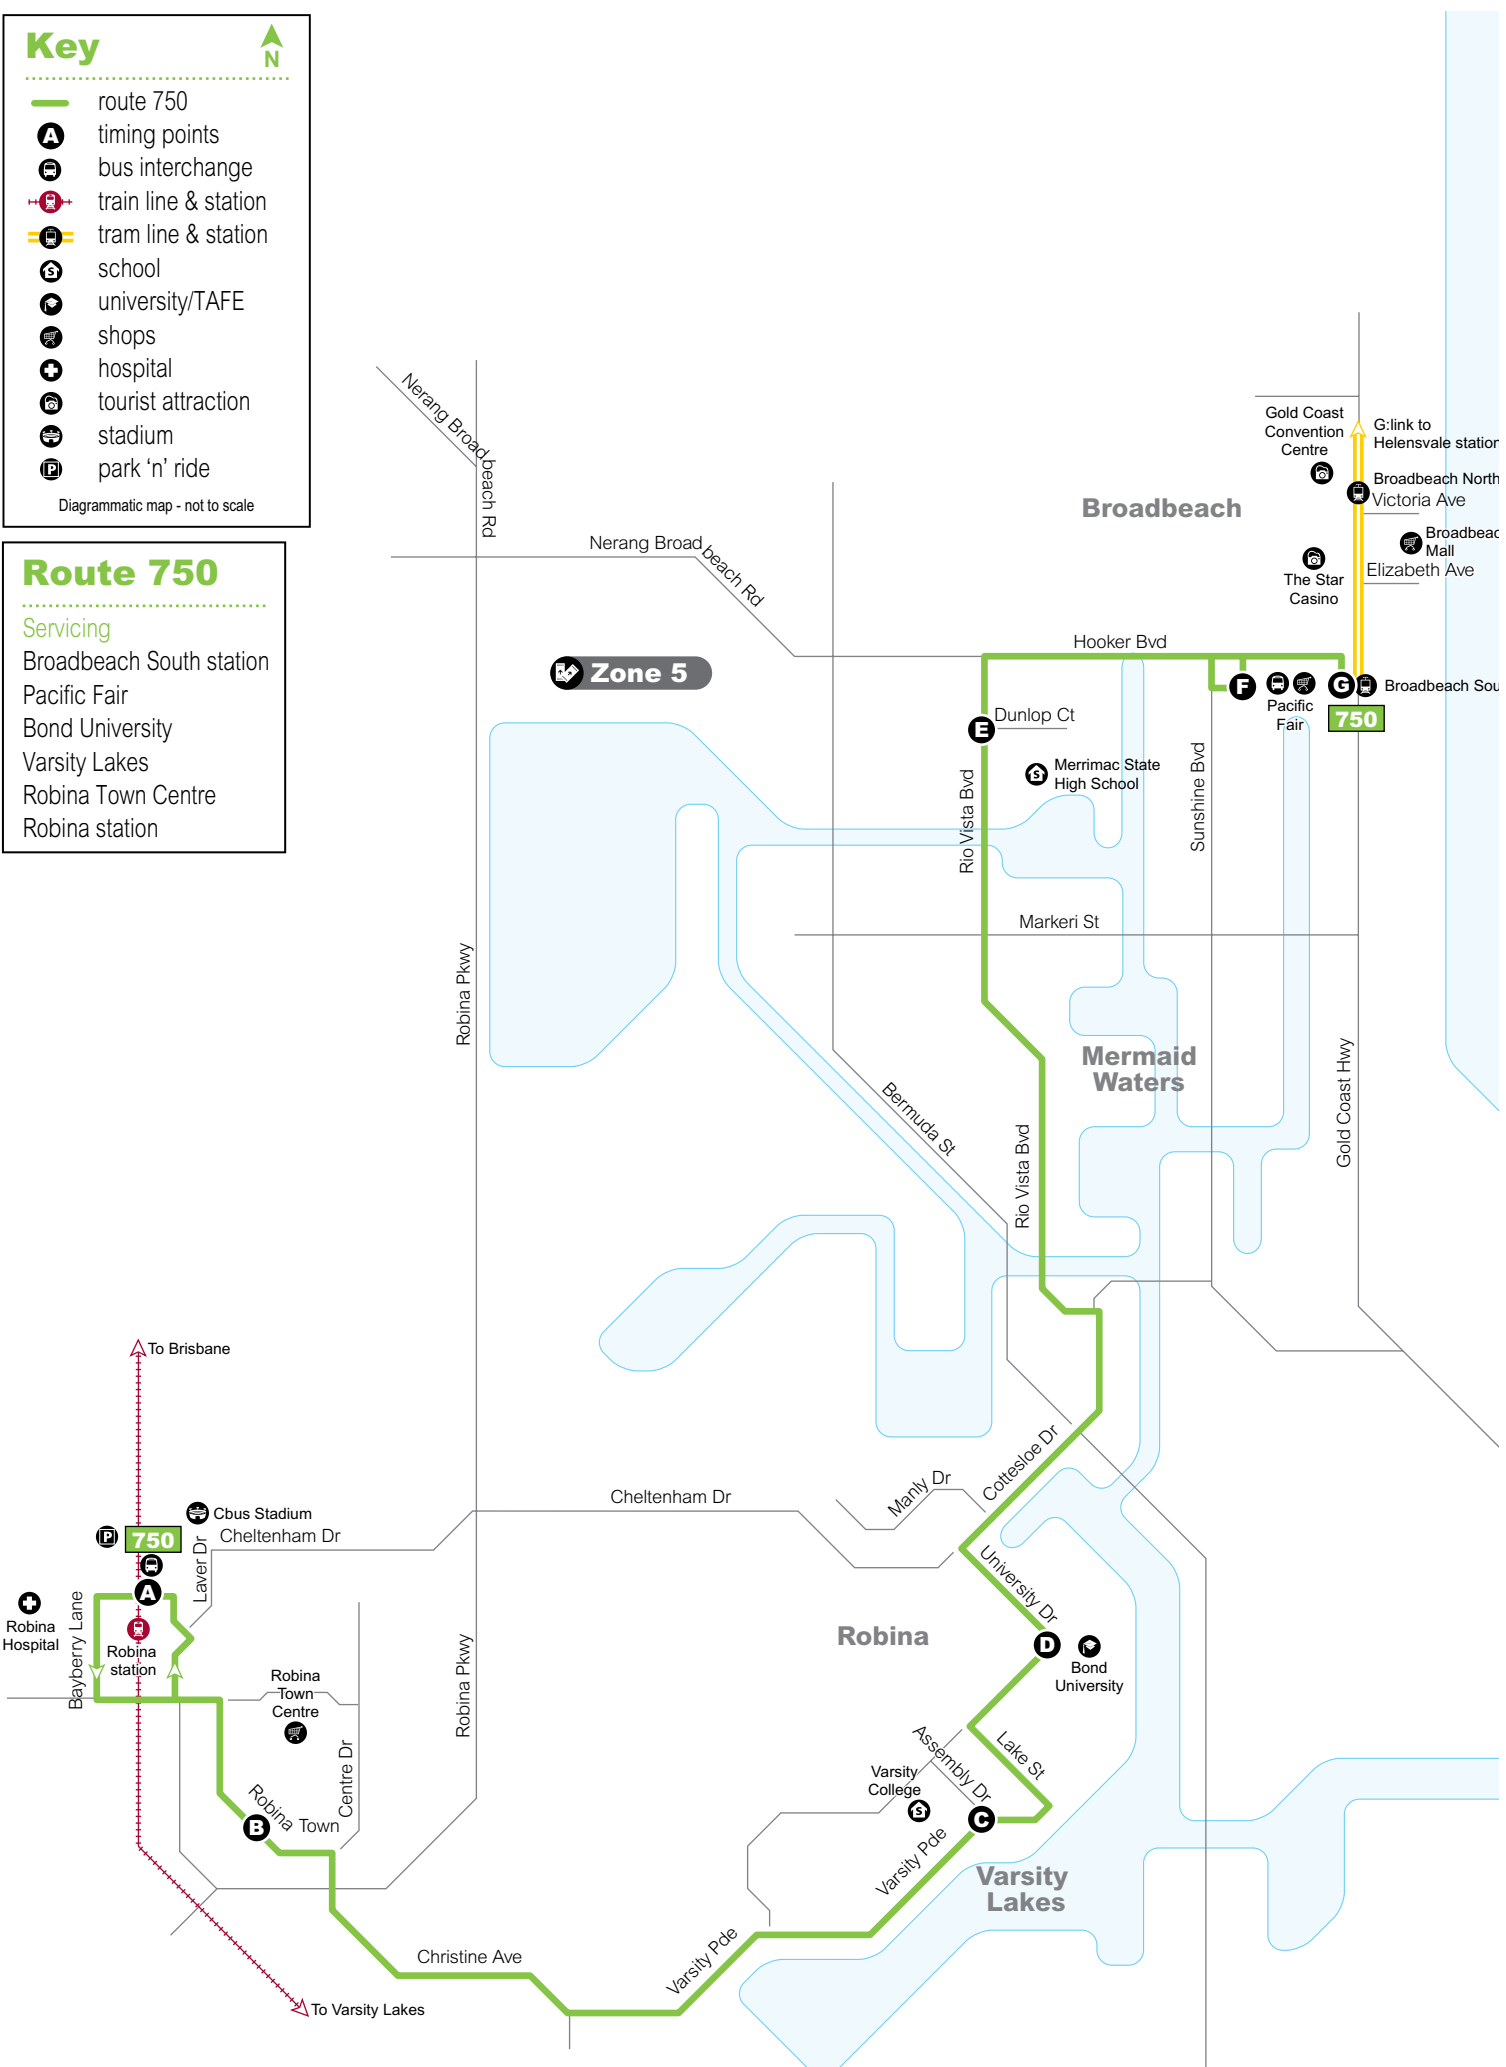 Key
N
route 750
A
timing points
bus interchange
train line & station
tram line & station
S
school
university/TAFE
shops
hospital
tourist attraction
stadium
P
park ‘n’ ride
Diagrammatic map - not to scale
Route 750
Servicing
Broadbeach South station
Pacific Fair
Bond University
Varsity Lakes
Robina Town Centre
Robina station
Nerang Broadbeach Rd
Nerang Broadbeach Rd
Zone 5
Broadbeach
Gold Coast
Convention
Centre
G:link to
Helensvale station
Broadbeach North
Victoria Ave
Broadbeac
Mall
Elizabeth Ave
The Star
Casino
Hooker Bvd
F
G
Broadbeach Sou
Pacific
Fair
750
E
Dunlop Ct
S
Merrimac State
High School
Rio Vista Bvd
Sunshine Bvd
Markeri St
Robina Pkwy
Mermaid
Waters
Gold Coast Hwy
Bermuda St
Rio Vista Bvd
To Brisbane
Cbus Stadium
P
750
Cheltenham Dr
Laver Dr
A
Robina
Hospital
Bayberry Lane
Robina
station
Cheltenham Dr
Manly Dr
Cottesloe Dr
University Dr
Robina
D
Bond
University
Robina Pkwy
Robina
Town
Centre
Robina Town
Centre Dr
B
Lake St
Assembly Dr
Varsity
College
S
C
Varsity Pde
Varsity
Lakes
Christine Ave
Varsity Pde
To Varsity Lakes